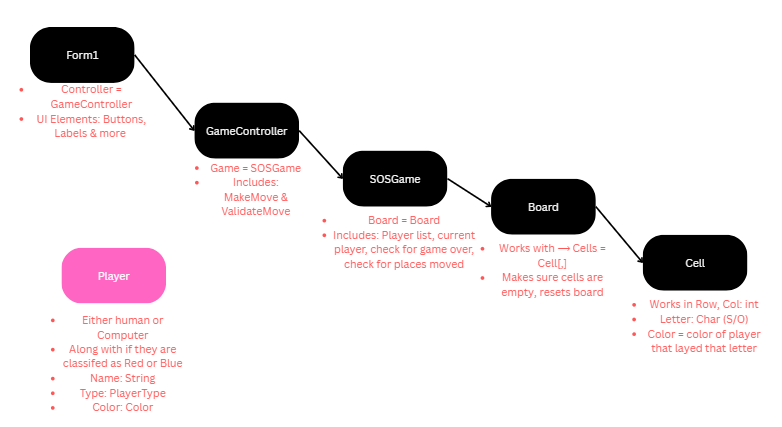 Form1
Controller =
GameController
UI Elements: Buttons,
Labels & more
GameController
Game = SOSGame
Includes:
MakeMove &
ValidateMove
SOSGame
Board = Board
Includes: Player list, current
player, check for game over,
check for places moved
Board
Works with → Cells =
Cell[,]
Makes sure cells are
empty, resets board
Cell
Works in Row, Col: int
Letter: Char (S/O)
Color = color of player
that layed that letter
Player
Either human or
Computer
Along with if they are
classifed as Red or Blue
Name: String
Type: PlayerType
Color: Color